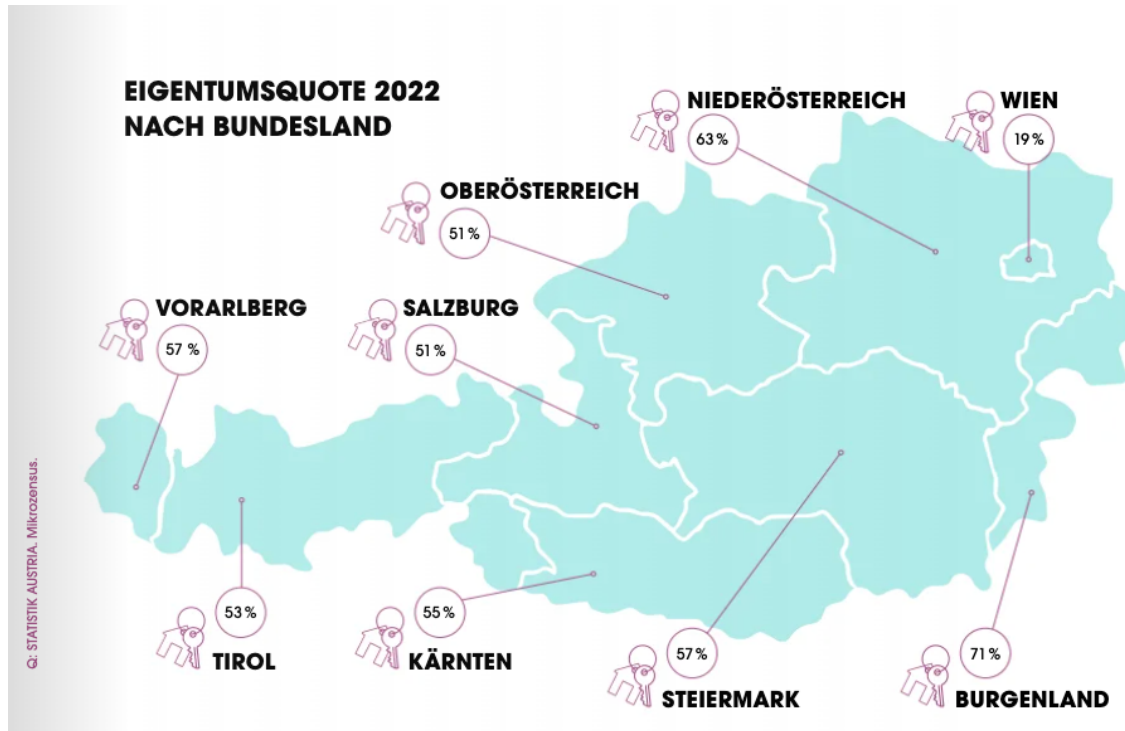 EIGENTUMSQUOTE 2022
NACH BUNDESLAND
NIEDERÖSTERREICH
63 %
WIEN
19 %
OBERÖSTERREICH
51 %
VORARLBERG
57 %
SALZBURG
51 %
53 %
TIROL
55 %
KÄRNTEN
57 %
STEIERMARK
71 %
BURGENLAND
Q: STATISTIK AUSTRIA. Mikrozensus.